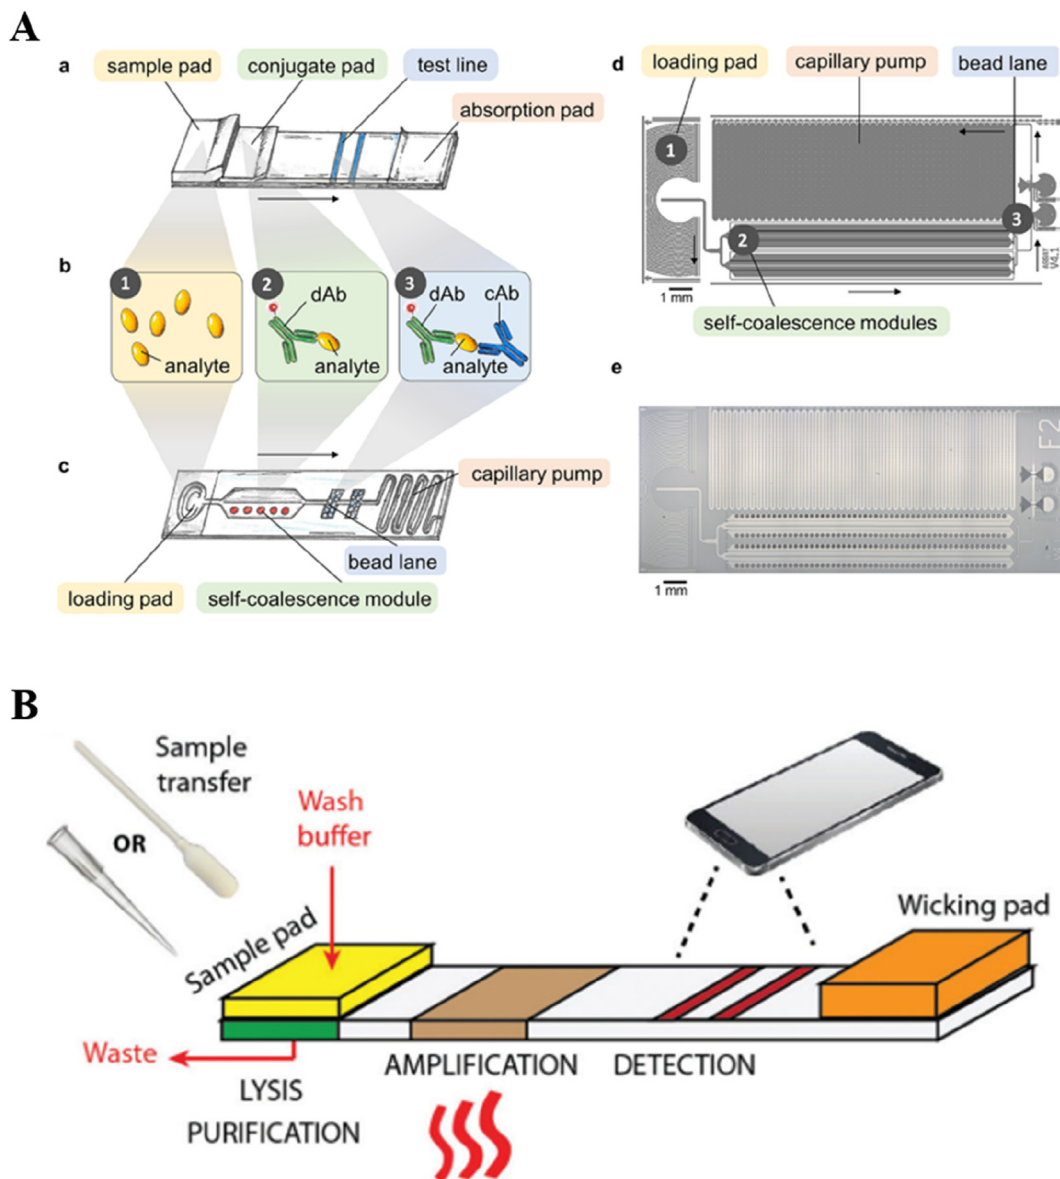 A
a
sample pad
conjugate pad
test line
absorption pad
b
1
analyte
2
dAb
analyte
3
dAb
cAb
analyte
c
capillary pump
bead lane
loading pad
self-coalescence module
d
loading pad
capillary pump
bead lane
1
2
3
V4.1
1 mm
self-coalescence modules
e
1 mm
B
Sample
transfer
OR
Wash
buffer
Sample pad
Wicking pad
Waste
LYSIS
PURIFICATION
AMPLIFICATION
DETECTION